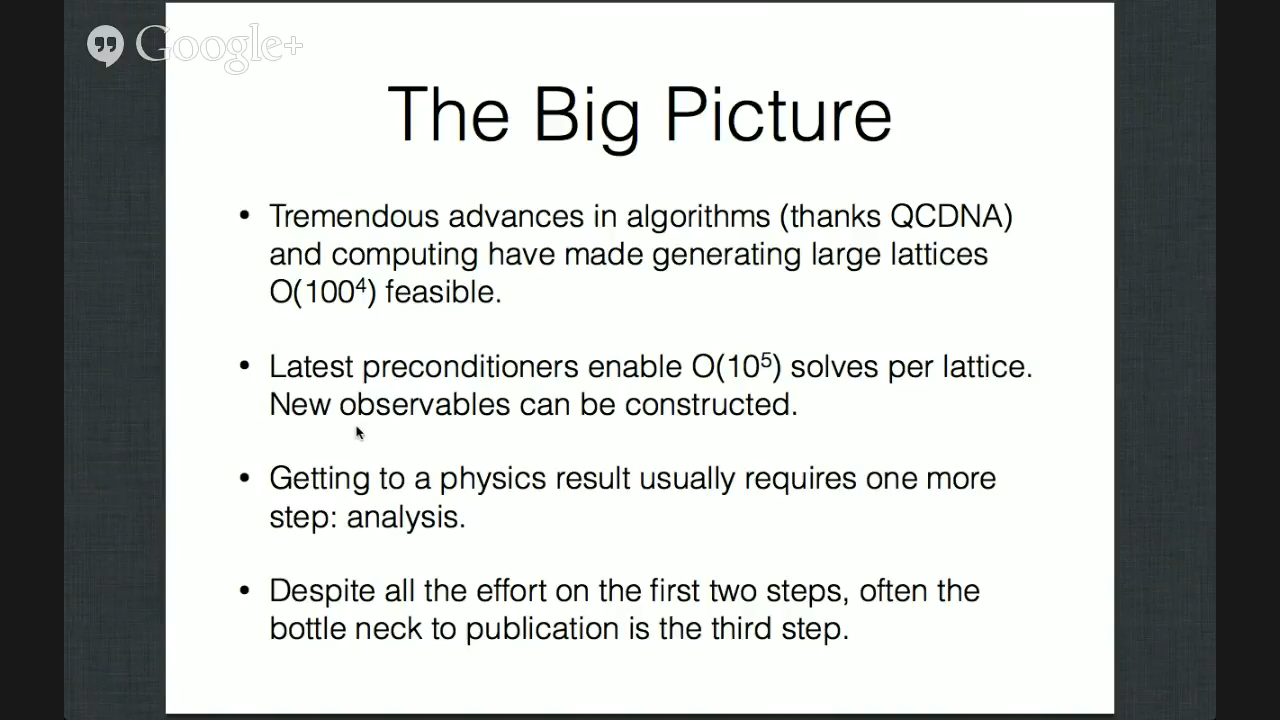 Google+
The Big Picture
• Tremendous advances in algorithms (thanks QCDNA)
and computing have made generating large lattices
O(100⁴) feasible.
• Latest preconditioners enable O(10⁵) solves per lattice.
New observables can be constructed.
• Getting to a physics result usually requires one more
step: analysis.
• Despite all the effort on the first two steps, often the
bottle neck to publication is the third step.